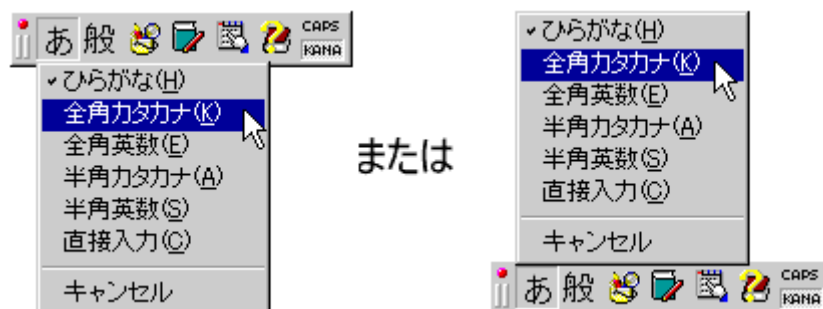 あ 般 CAPS KANA
✓ひらがな(H)
全角カタカナ(K)
全角英数(E)
半角カタカナ(A)
半角英数(S)
直接入力(C)
キャンセル
または
✓ひらがな(H)
全角カタカナ(K)
全角英数(E)
半角カタカナ(A)
半角英数(S)
直接入力(C)
キャンセル
あ 般 CAPS KANA